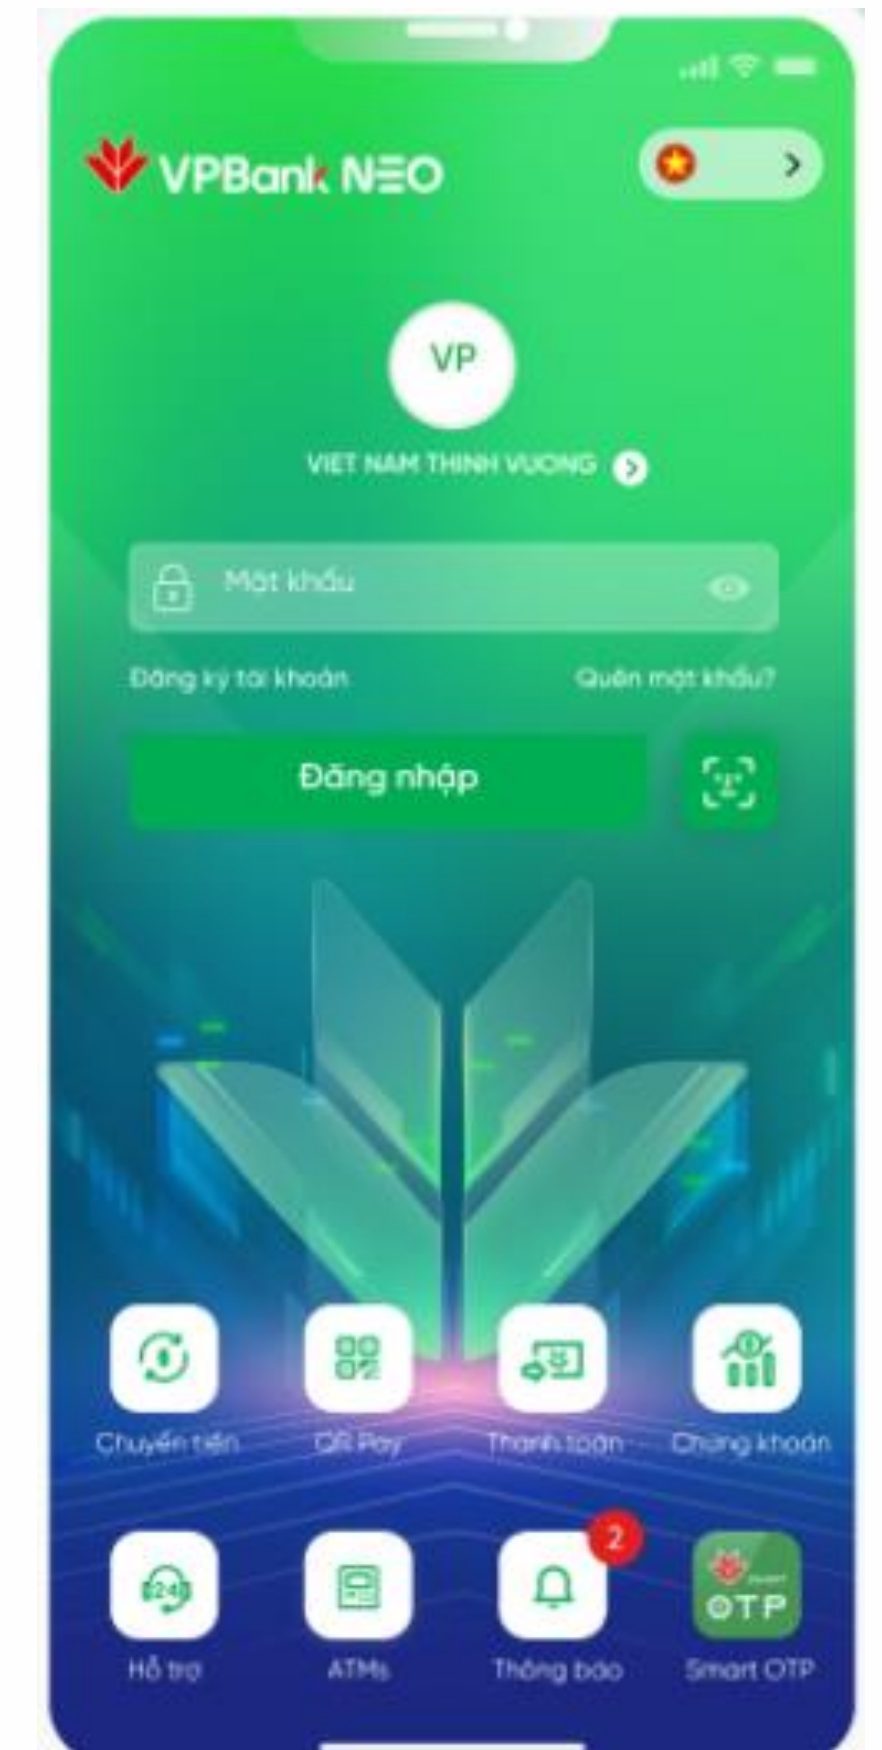 VPBank NEO
VP
VIET NAM THINH VUONG
Mật khẩu
Đăng ký tài khoản
Quên mật khẩu?
Đăng nhập
Chuyển tiền
QR Pay
Thanh toán
Chứng khoán
2
24
OTP
Hỗ trợ
ATMs
Thông báo
Smart OTP